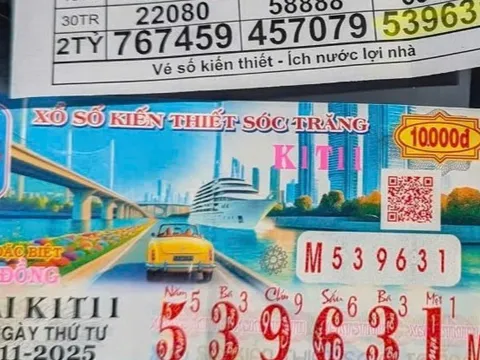 30TR 22080 58888
2TỶ 767459 457079 53963
Vé số kiến thiết - Ích nước lợi nhà
XỔ SỐ KIẾN THIẾT SÓC TRĂNG
10.000đ
K1T11
M 539631
ĐẶC BIỆT
ĐỒNG
K1T11
NGÀY THỨ TƯ
11-2025
Năm 5 Ba 3 Chín 9 Sáu 6 Ba 3 Một 1
539631 M